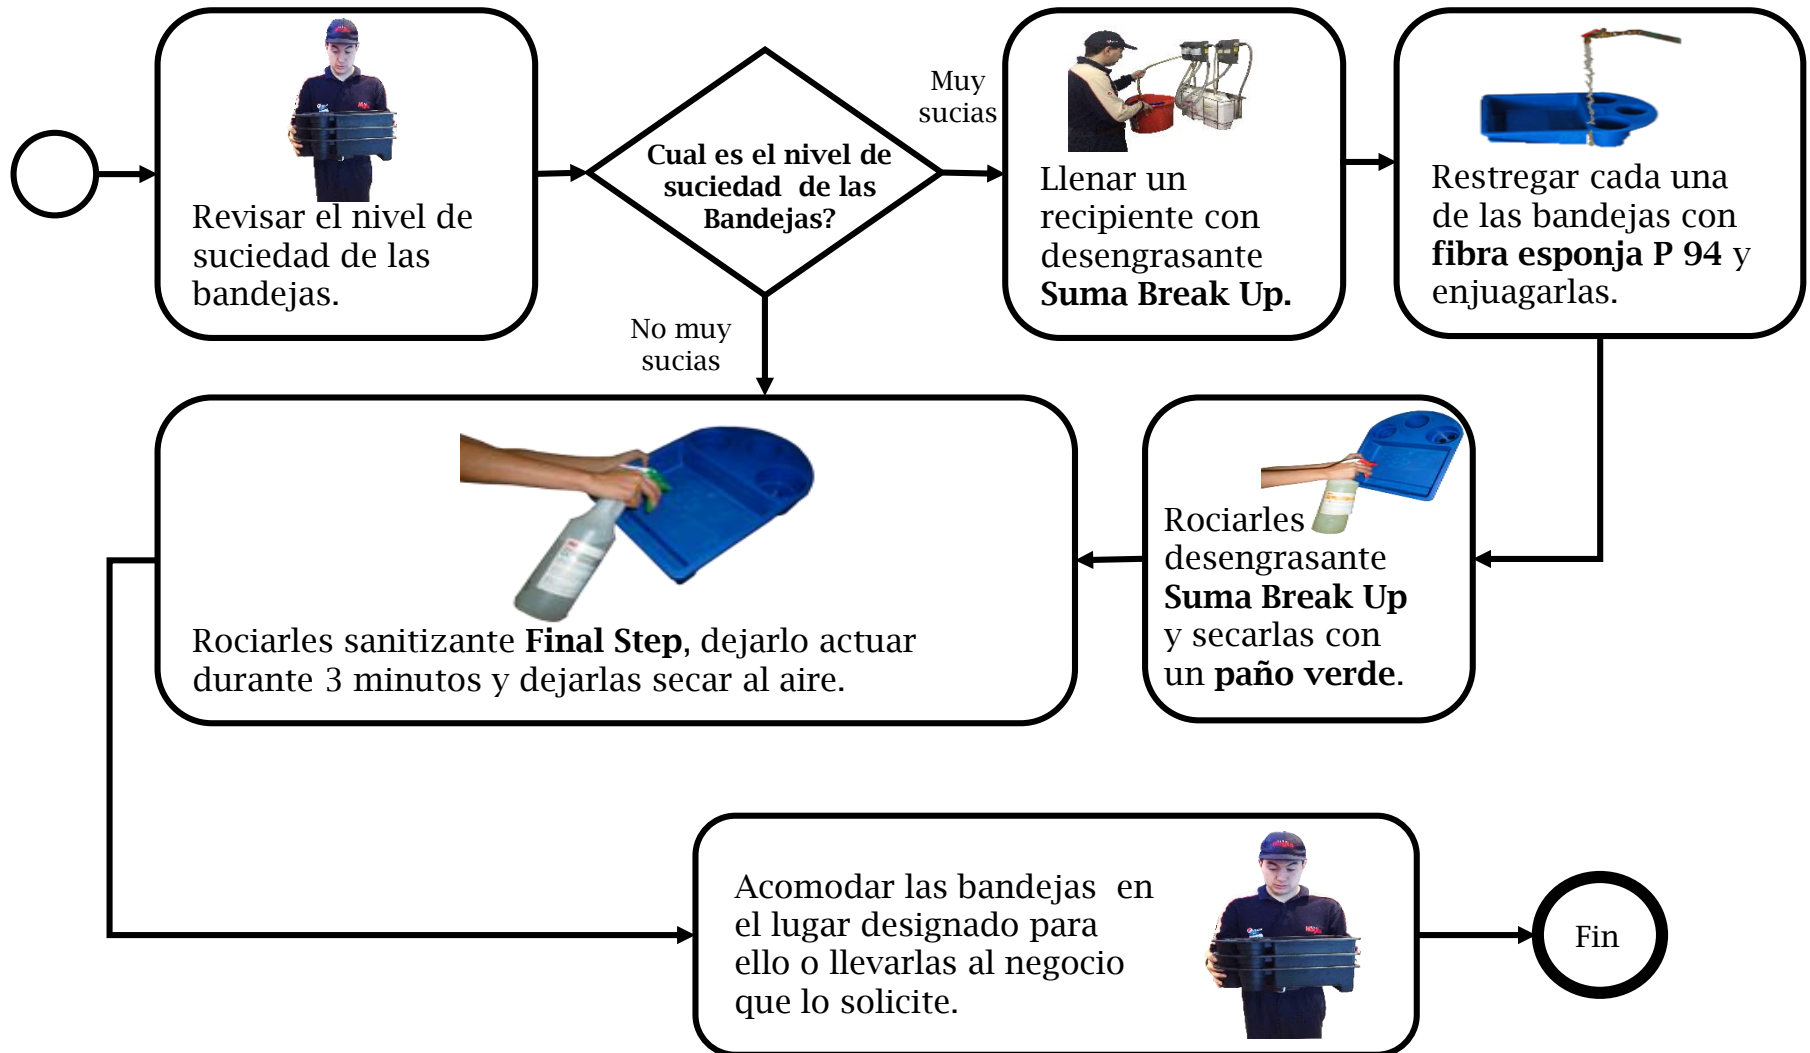 Revisar el nivel de
suciedad de las
bandejas.
Cual es el nivel de
suciedad  de las
Bandejas?
Muy
sucias
Llenar un
recipiente con
desengrasante
Suma Break Up.
Restregar cada una
de las bandejas con
fibra esponja P 94 y
enjuagarlas.
No muy
sucias
Rociarles
desengrasante
Suma Break Up
y secarlas con
un paño verde.
Rociarles sanitizante Final Step, dejarlo actuar
durante 3 minutos y dejarlas secar al aire.
Acomodar las bandejas  en
el lugar designado para
ello o llevarlas al negocio
que lo solicite.
Fin